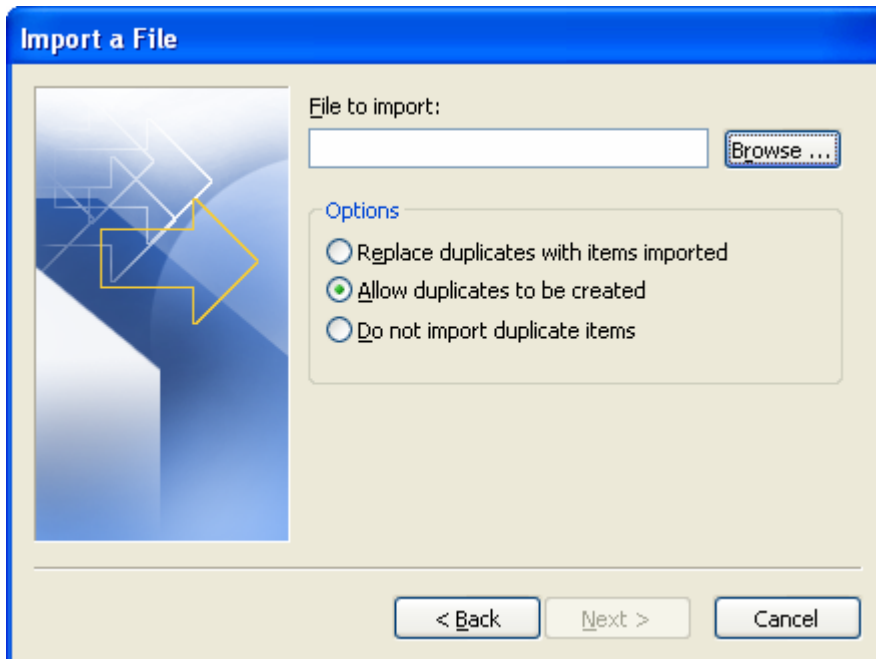 Import a File
File to import:
Browse ...
Options
Replace duplicates with items imported
Allow duplicates to be created
Do not import duplicate items
< Back
Next >
Cancel